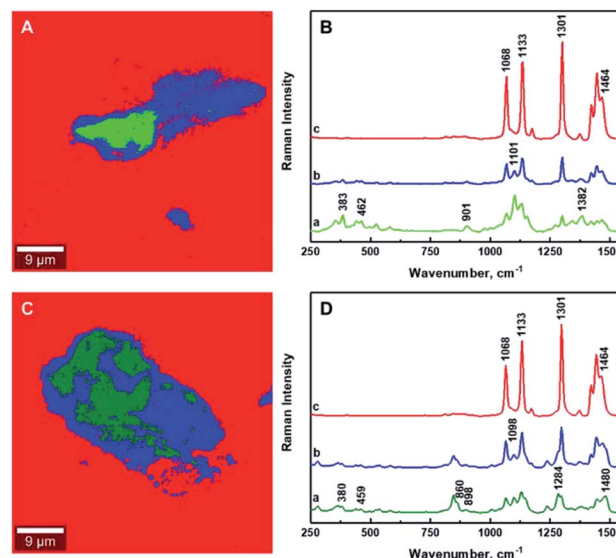 A
9 µm
B
Raman Intensity
1068
1133
1301
1464
c
1101
b
383
462
901
1382
a
250 500 750 1000 1250
Wavenumber, cm⁻¹
C
9 µm
D
Raman Intensity
1068
1133
1301
1464
c
1098
b
380
459
860
898
1284
1480
a
250 500 750 1000 1250
Wavenumber, cm⁻¹